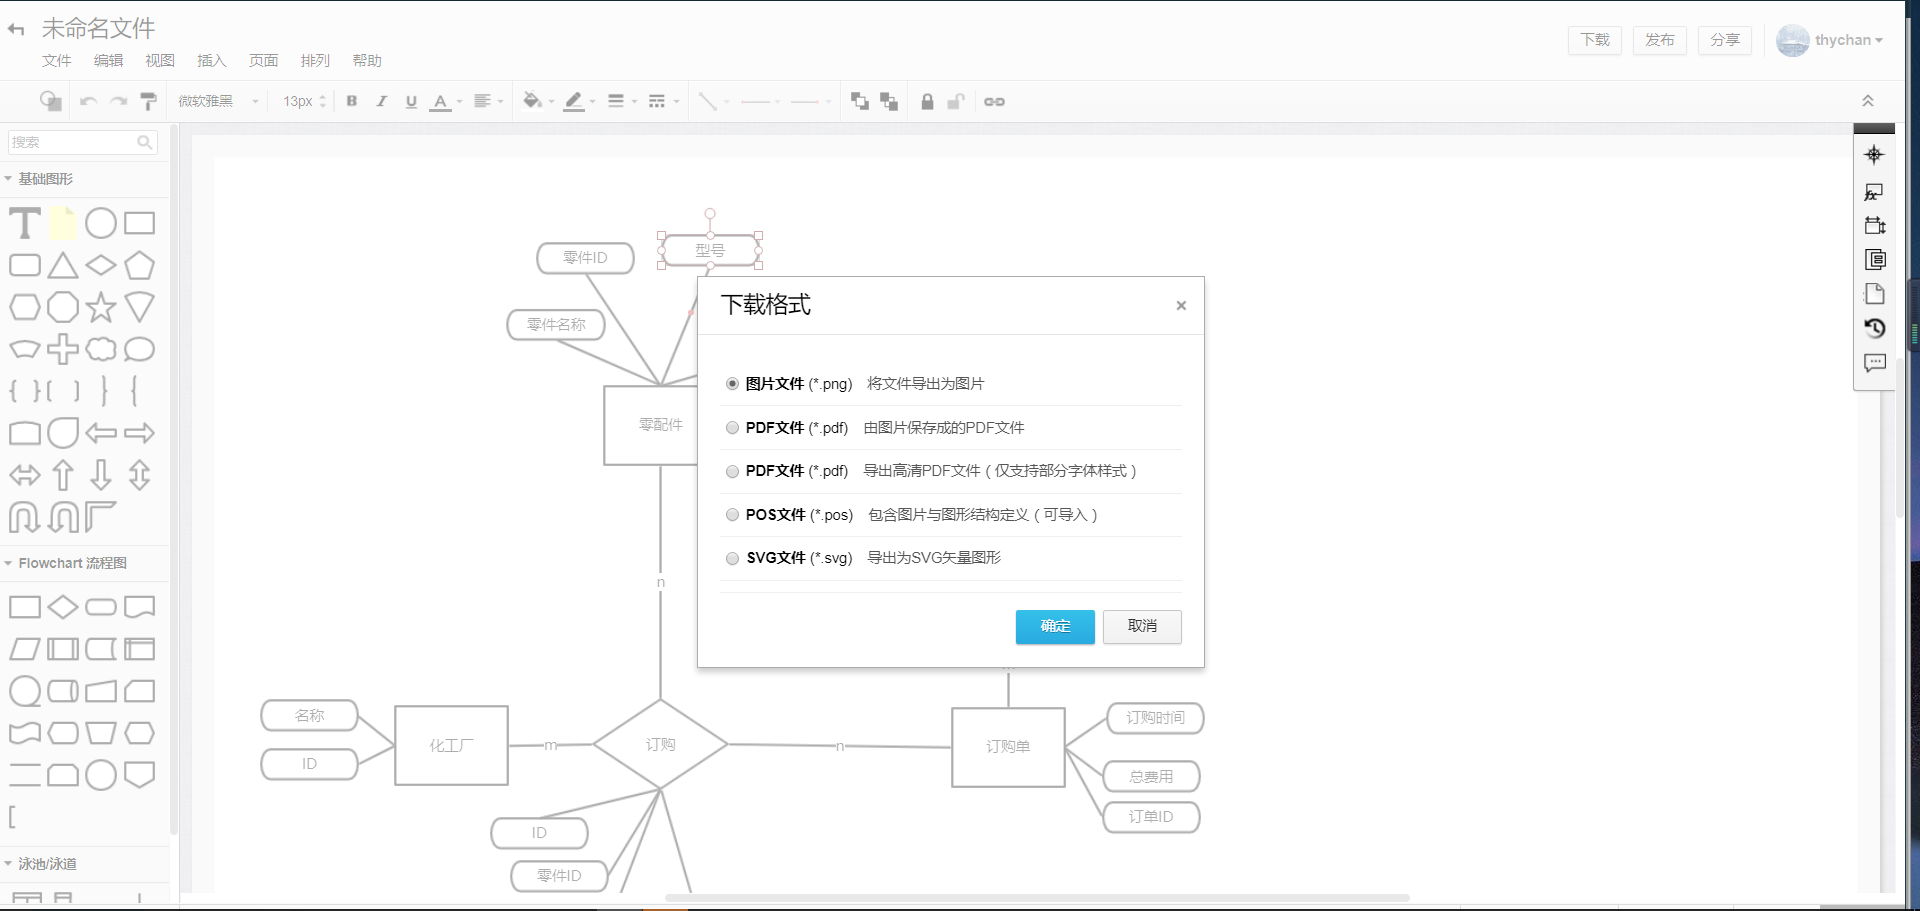 未命名文件
文件 编辑 视图 插入 页面 排列 帮助
下载 发布 分享 thychan
微软雅黑 13px B I U A
搜索
基础图形
Flowchart 流程图
泳池/泳道
型号
零件ID
零件名称
零配件
n
名称
ID
化工厂
m
订购
n
订购单
订购时间
总费用
订单ID
ID
零件ID
下载格式
×
图片文件 (*.png) 将文件导出为图片
PDF文件 (*.pdf) 由图片保存成的PDF文件
PDF文件 (*.pdf) 导出高清PDF文件（仅支持部分字体样式）
POS文件 (*.pos) 包含图片与图形结构定义（可导入）
SVG文件 (*.svg) 导出为SVG矢量图形
确定 取消